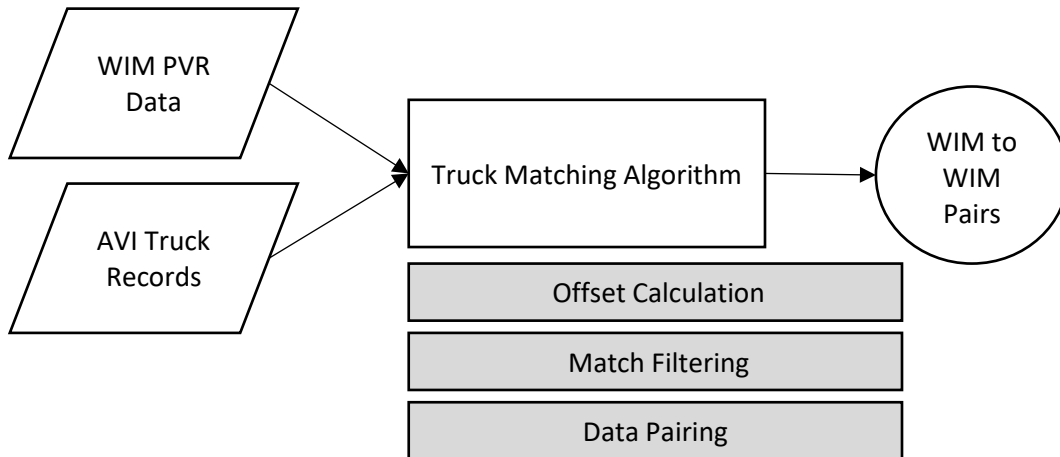 WIM PVR
Data
AVI Truck
Records
Truck Matching Algorithm
WIM to
WIM
Pairs
Offset Calculation
Match Filtering
Data Pairing